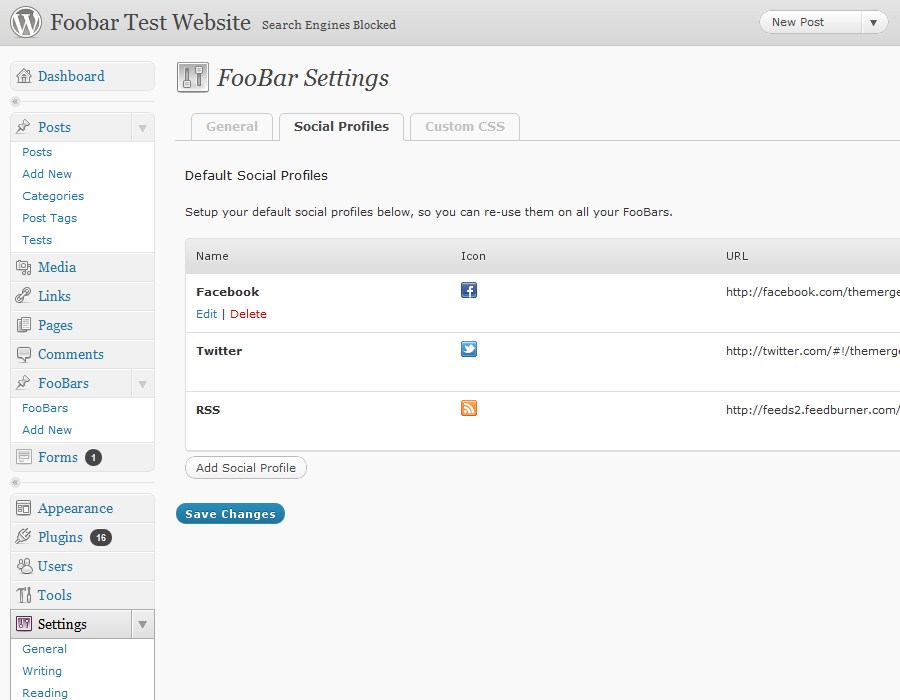 Foobar Test Website Search Engines Blocked
New Post
Dashboard
Posts
Posts
Add New
Categories
Post Tags
Tests
Media
Links
Pages
Comments
FooBars
FooBars
Add New
Forms 1
Appearance
Plugins 16
Users
Tools
Settings
General
Writing
Reading
FooBar Settings
General Social Profiles Custom CSS
Default Social Profiles
Setup your default social profiles below, so you can re-use them on all your FooBars.
Name Icon URL
Facebook http://facebook.com/themerge
Edit | Delete
Twitter http://twitter.com/#!/themerge
RSS http://feeds2.feedburner.com/
Add Social Profile
Save Changes